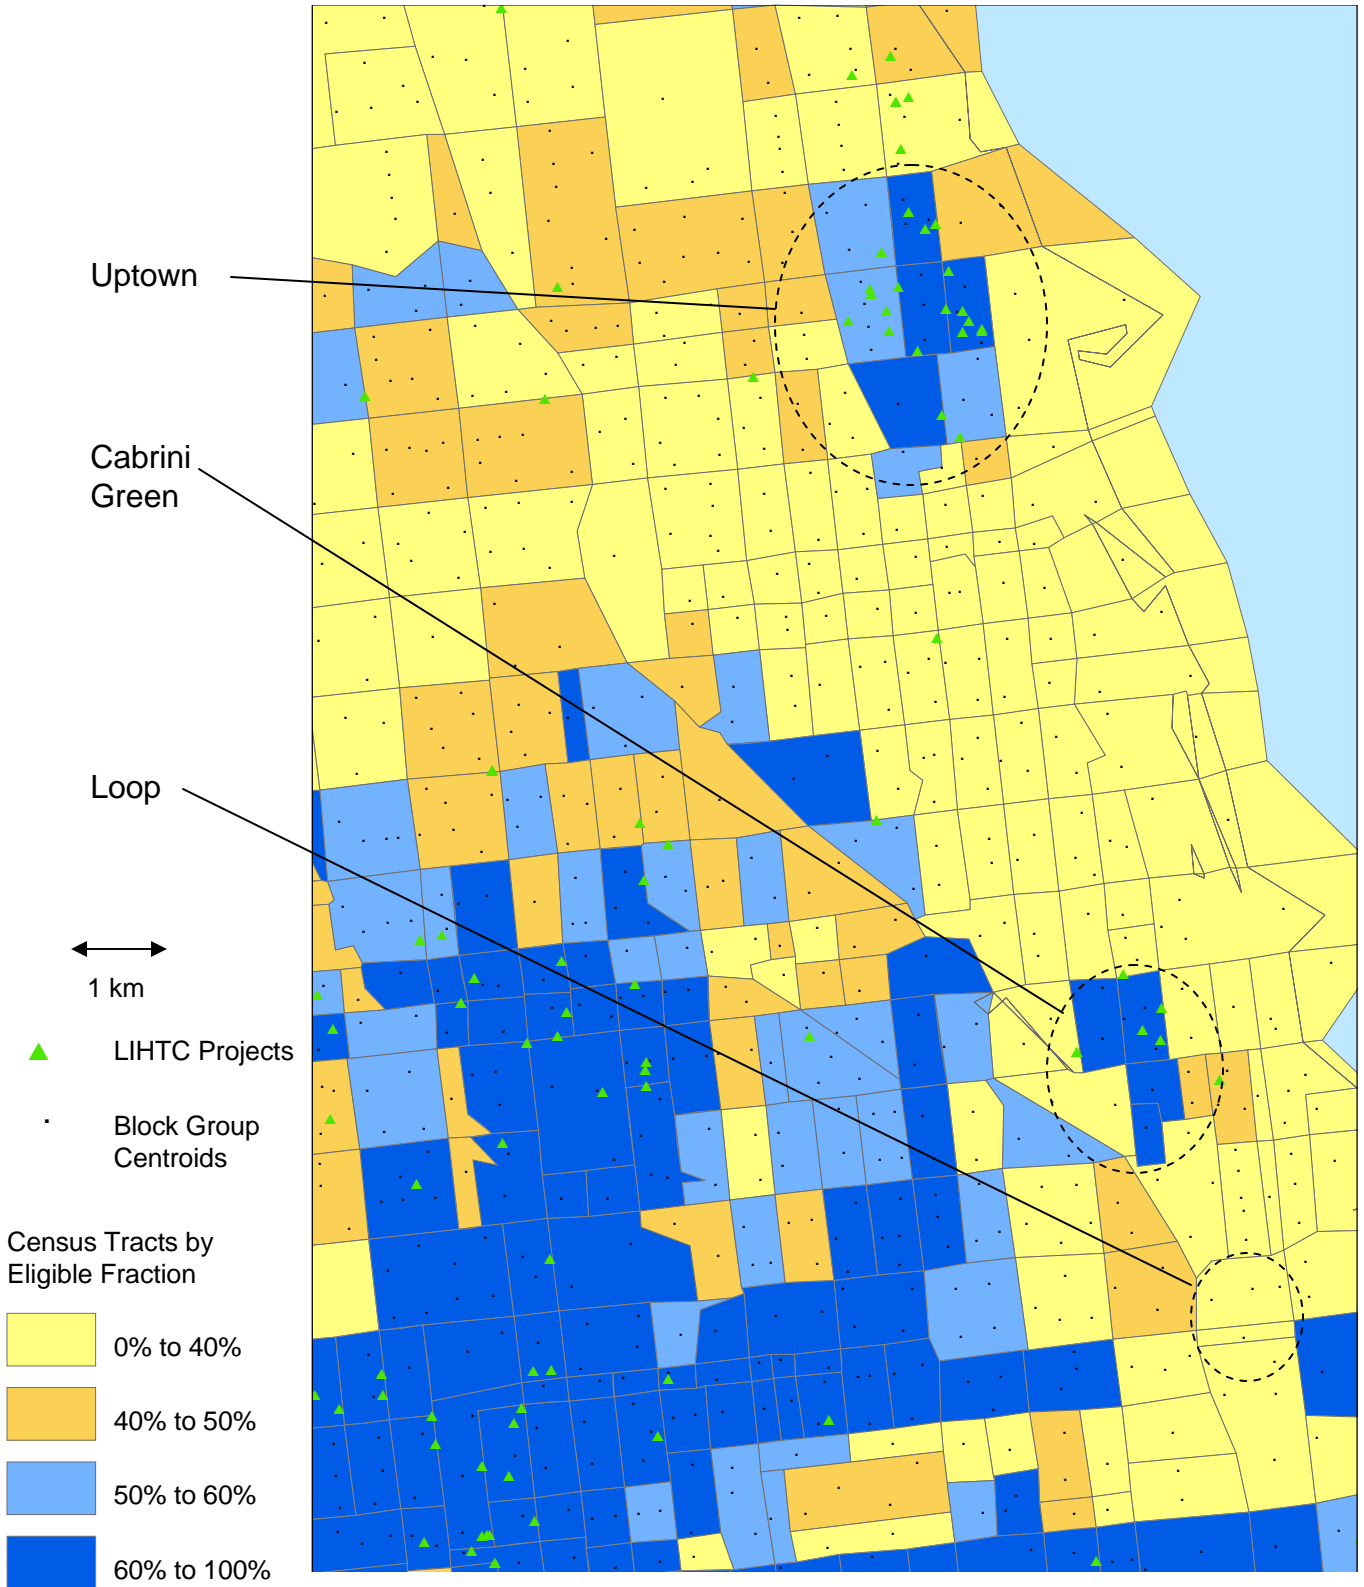 Uptown
Cabrini
Green
Loop
1 km
LIHTC Projects
Block Group
Centroids
Census Tracts by
Eligible Fraction
0% to 40%
40% to 50%
50% to 60%
60% to 100%